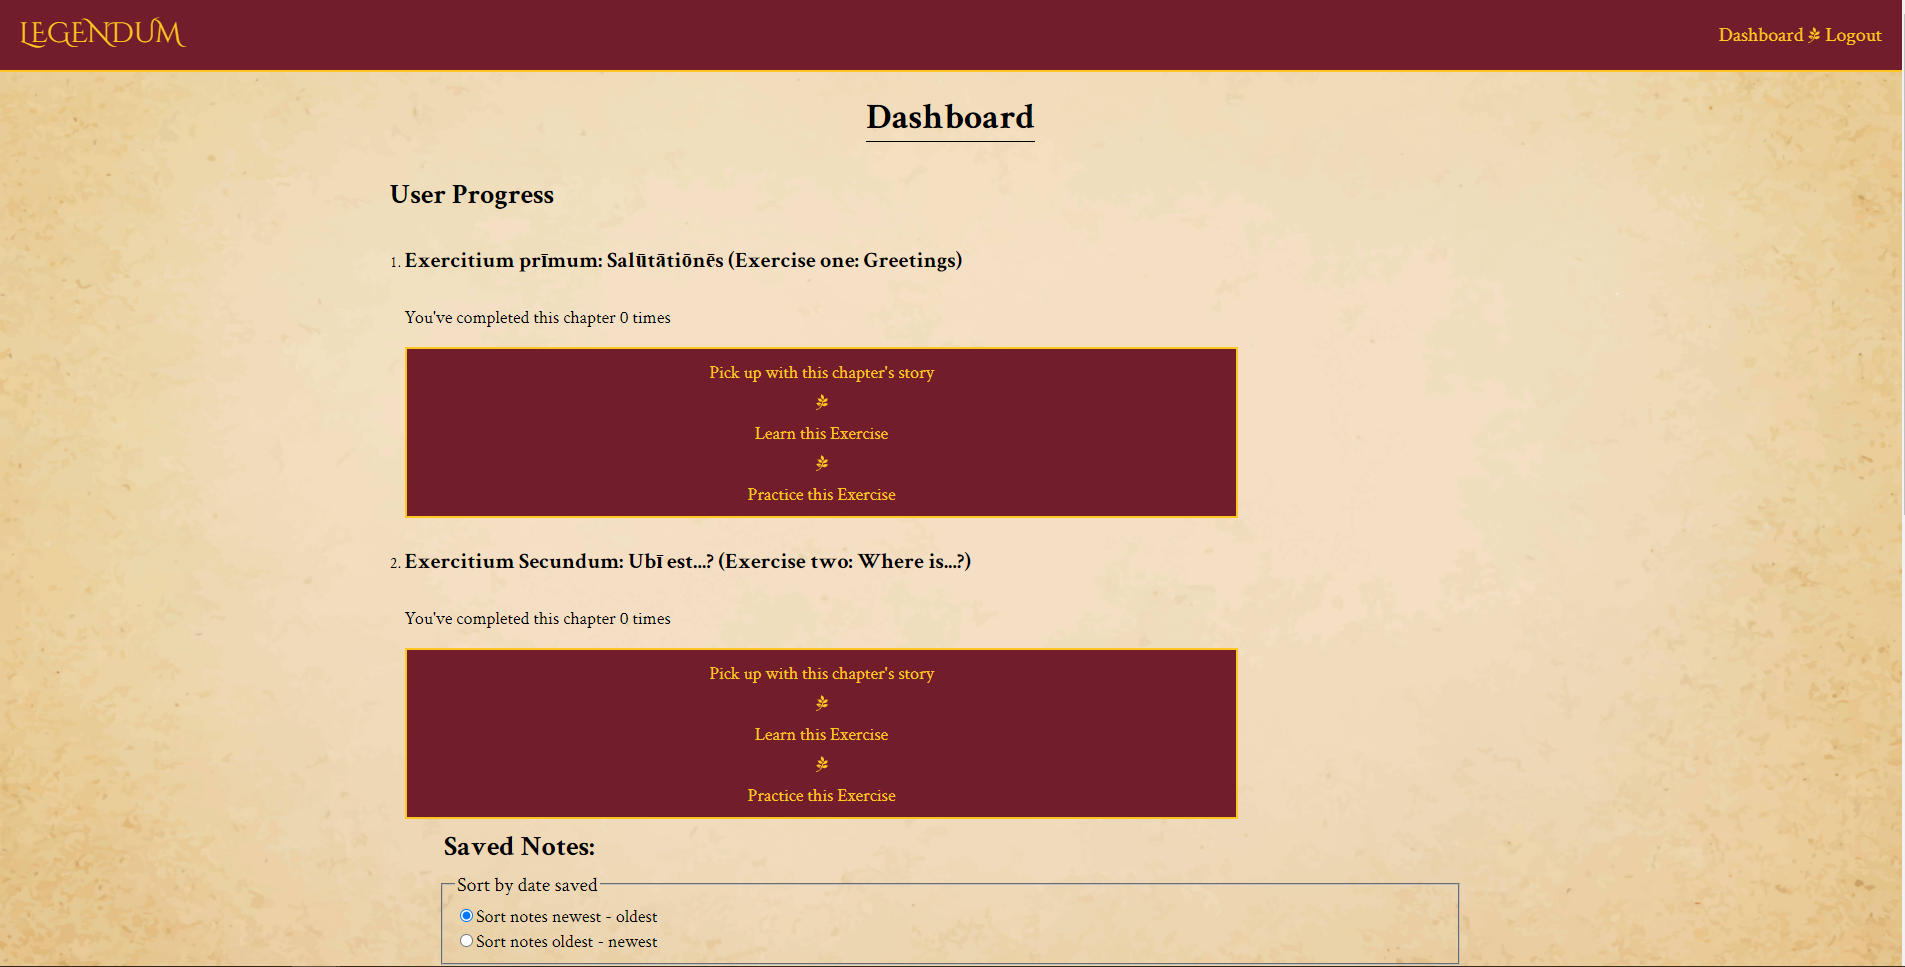 LEGENDUM
Dashboard Logout
Dashboard
User Progress
1. Exercitium prīmum: Salūtātiōnēs (Exercise one: Greetings)
You've completed this chapter 0 times
Pick up with this chapter's story
Learn this Exercise
Practice this Exercise
2. Exercitium Secundum: Ubī est...? (Exercise two: Where is...?)
You've completed this chapter 0 times
Pick up with this chapter's story
Learn this Exercise
Practice this Exercise
Saved Notes:
Sort by date saved
Sort notes newest - oldest
Sort notes oldest - newest